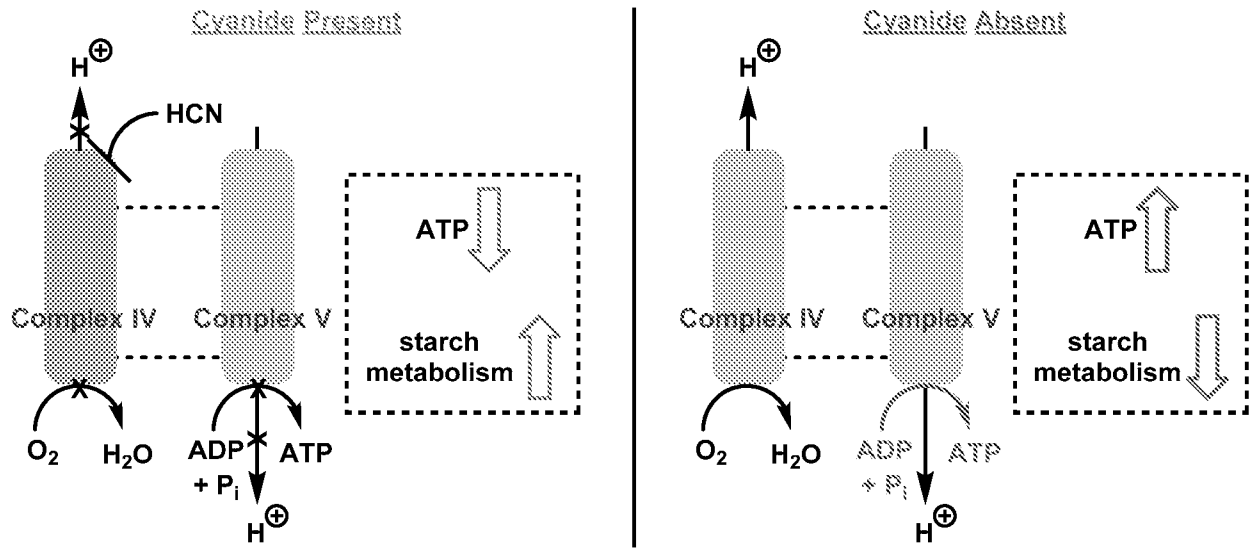 Cyanide Present
H⊕
HCN
Complex IV
Complex V
O₂
H₂O
ADP
+ Pᵢ
ATP
H⊕
ATP
starch
metabolism
Cyanide Absent
H⊕
Complex IV
Complex V
O₂
H₂O
ADP
+ Pᵢ
ATP
H⊕
ATP
starch
metabolism